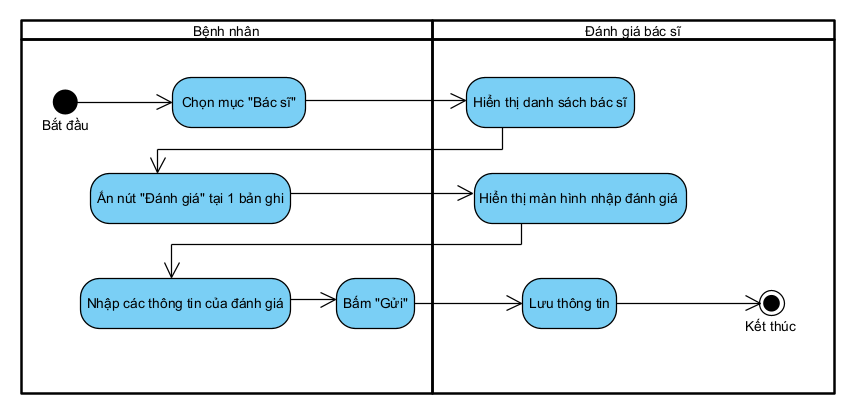 Bệnh nhân
Đánh giá bác sĩ
Chọn mục "Bác sĩ"
Hiển thị danh sách bác sĩ
Bắt đầu
Ấn nút "Đánh giá" tại 1 bản ghi
Hiển thị màn hình nhập đánh giá
Nhập các thông tin của đánh giá
Bấm "Gửi"
Lưu thông tin
Kết thúc